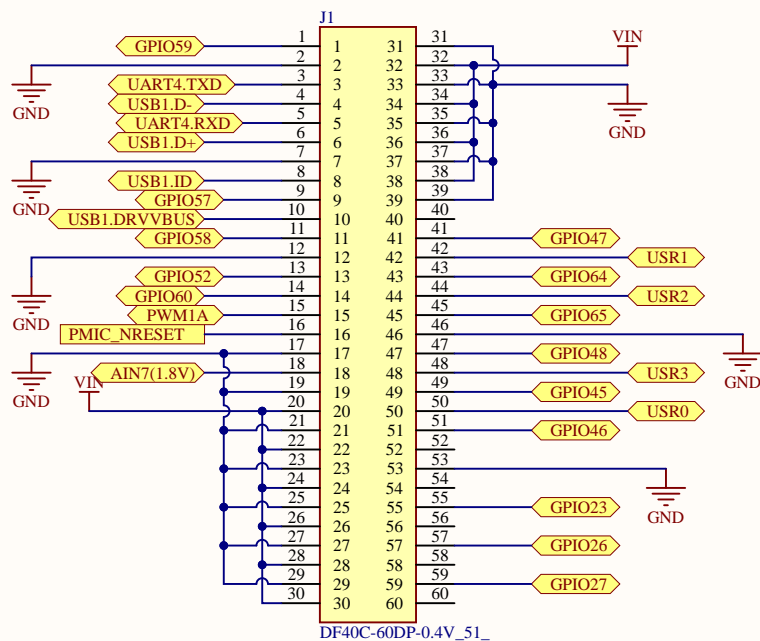 J1
1 1 31 31
GPIO59
VIN
2 2 32 32
3 3 33 33
UART4.TXD
GND
4 4 34 34
USB1.D-
5 5 35 35
UART4.RXD
GND
6 6 36 36
USB1.D+
7 7 37 37
8 8 38 38
USB1.ID
GND
9 9 39 39
GPIO57
10 10 40 40
USB1.DRVVBUS
11 11 41 41
GPIO58 GPIO47
12 12 42 42
USR1
13 13 43 43
GPIO52 GPIO64
14 14 44 44
GPIO60 USR2
GND
15 15 45 45
PWM1A GPIO65
16 16 46 46
PMIC_NRESET
17 17 47 47
GPIO48
18 18 48 48
AIN7(1.8V) USR3
VIN
GND
GND
19 19 49 49
GPIO45
20 20 50 50
USR0
21 21 51 51
GPIO46
22 22 52 52
23 23 53 53
24 24 54 54
25 25 55 55
GPIO23
GND
26 26 56 56
27 27 57 57
GPIO26
28 28 58 58
29 29 59 59
GPIO27
30 30 60 60
DF40C-60DP-0.4V_51_